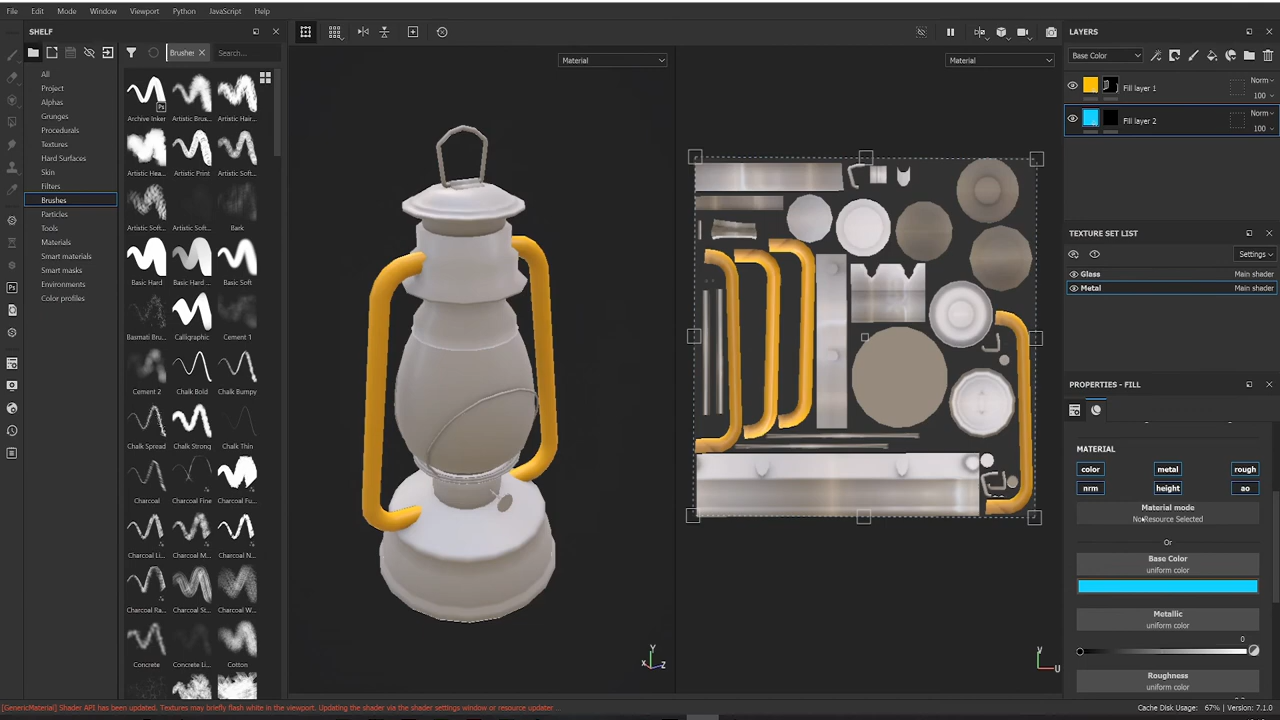 File Edit Mode Window Viewport Python JavaScript Help
SHELF
Brushes
Search...
All
Project
Alphas
Grunges
Procedurals
Textures
Hard Surfaces
Skin
Filters
Brushes
Particles
Tools
Materials
Smart materials
Smart masks
Environments
Color profiles
Archive Inker Artistic Brus... Artistic Hair...
Artistic Hea... Artistic Print Artistic Soft...
Artistic Sof... Artistic Soft... Bark
Basic Hard Basic Hard ... Basic Soft
Basmati Bru... Calligraphic Cement 1
Cement 2 Chalk Bold Chalk Bumpy
Chalk Spread Chalk Strong Chalk Thin
Charcoal Charcoal Fine Charcoal Fu...
Charcoal Li... Charcoal M... Charcoal N...
Charcoal Ra... Charcoal St... Charcoal W...
Concrete Concrete Li... Cotton
Material
Y
X Z
Material
V
U
LAYERS
Base Color
Fill layer 1 Norm
100
Fill layer 2 Norm
100
TEXTURE SET LIST
Settings
Glass Main shader
Metal Main shader
PROPERTIES - FILL
MATERIAL
color metal rough
nrm height ao
Material mode
No Resource Selected
Or
Base Color
uniform color
Metallic
uniform color
0
Roughness
uniform color
[GenericMaterial] Shader API has been updated. Textures may briefly flash white in the viewport. Updating the shader via the shader settings window or resource updater
Cache Disk Usage: 67% | Version: 7.1.0